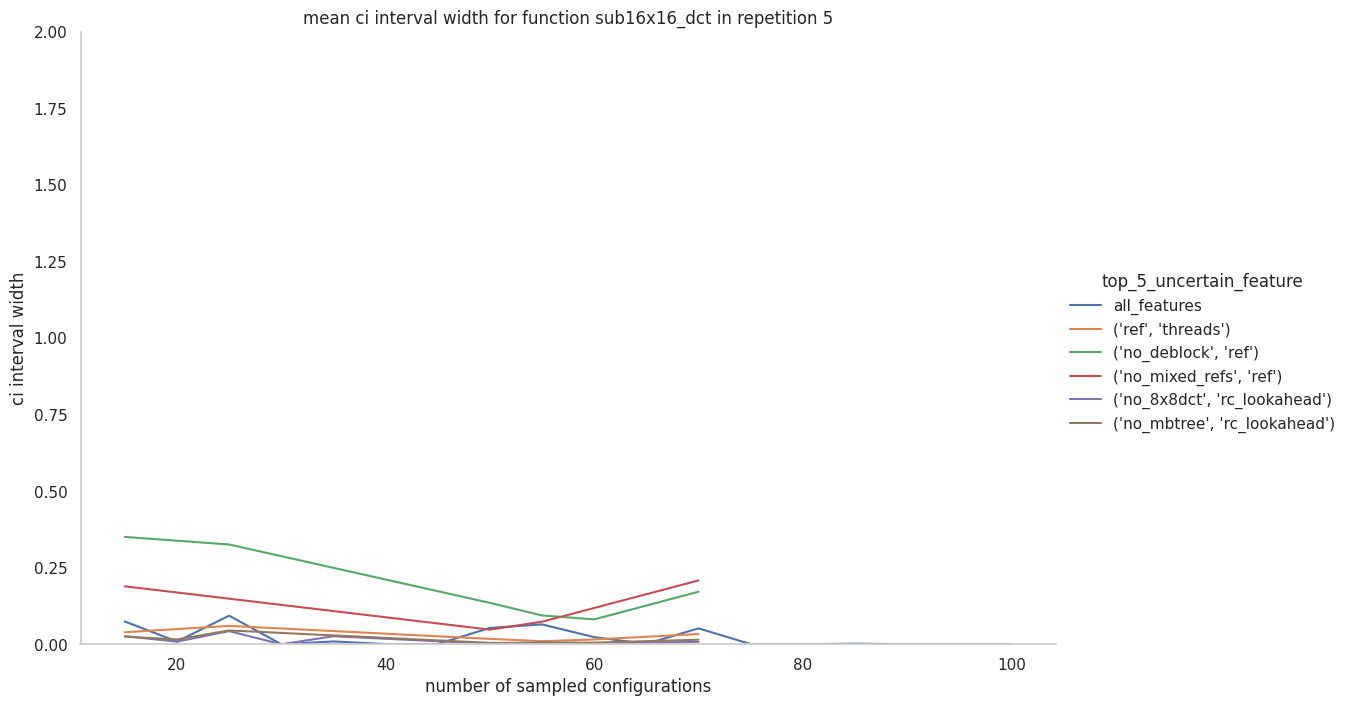 mean ci interval width for function sub16x16_dct in repetition 5
2.00
1.75
1.50
1.25
1.00
0.75
0.50
0.25
0.00
ci interval width
20
40
60
80
100
number of sampled configurations
top_5_uncertain_feature
all_features
('ref', 'threads')
('no_deblock', 'ref')
('no_mixed_refs', 'ref')
('no_8x8dct', 'rc_lookahead')
('no_mbtree', 'rc_lookahead')